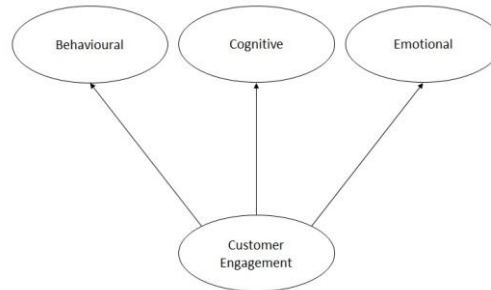 Behavioural
Cognitive
Emotional
Customer
Engagement